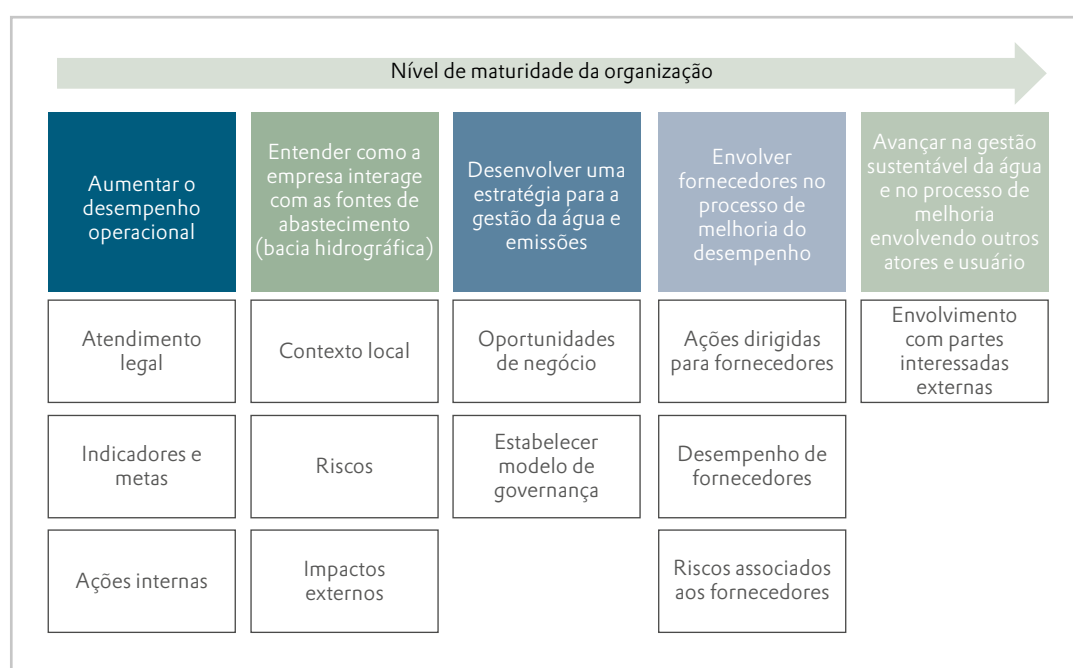 Nível de maturidade da organização
Aumentar o
desempenho
operacional
Entender como a
empresa interage
com as fontes de
abastecimento
(bacia hidrográfica)
Desenvolver uma
estratégia para a
gestão da água e
emissões
Envolver
fornecedores no
processo de
melhoria do
desempenho
Avançar na gestão
sustentável da água
e no processo de
melhoria
envolvendo outros
atores e usuário
Atendimento
legal
Contexto local
Oportunidades
de negócio
Ações dirigidas
para fornecedores
Envolvimento
com partes
interessadas
externas
Indicadores e
metas
Riscos
Estabelecer
modelo de
governança
Desempenho de
fornecedores
Ações internas
Impactos
externos
Riscos associados
aos fornecedores